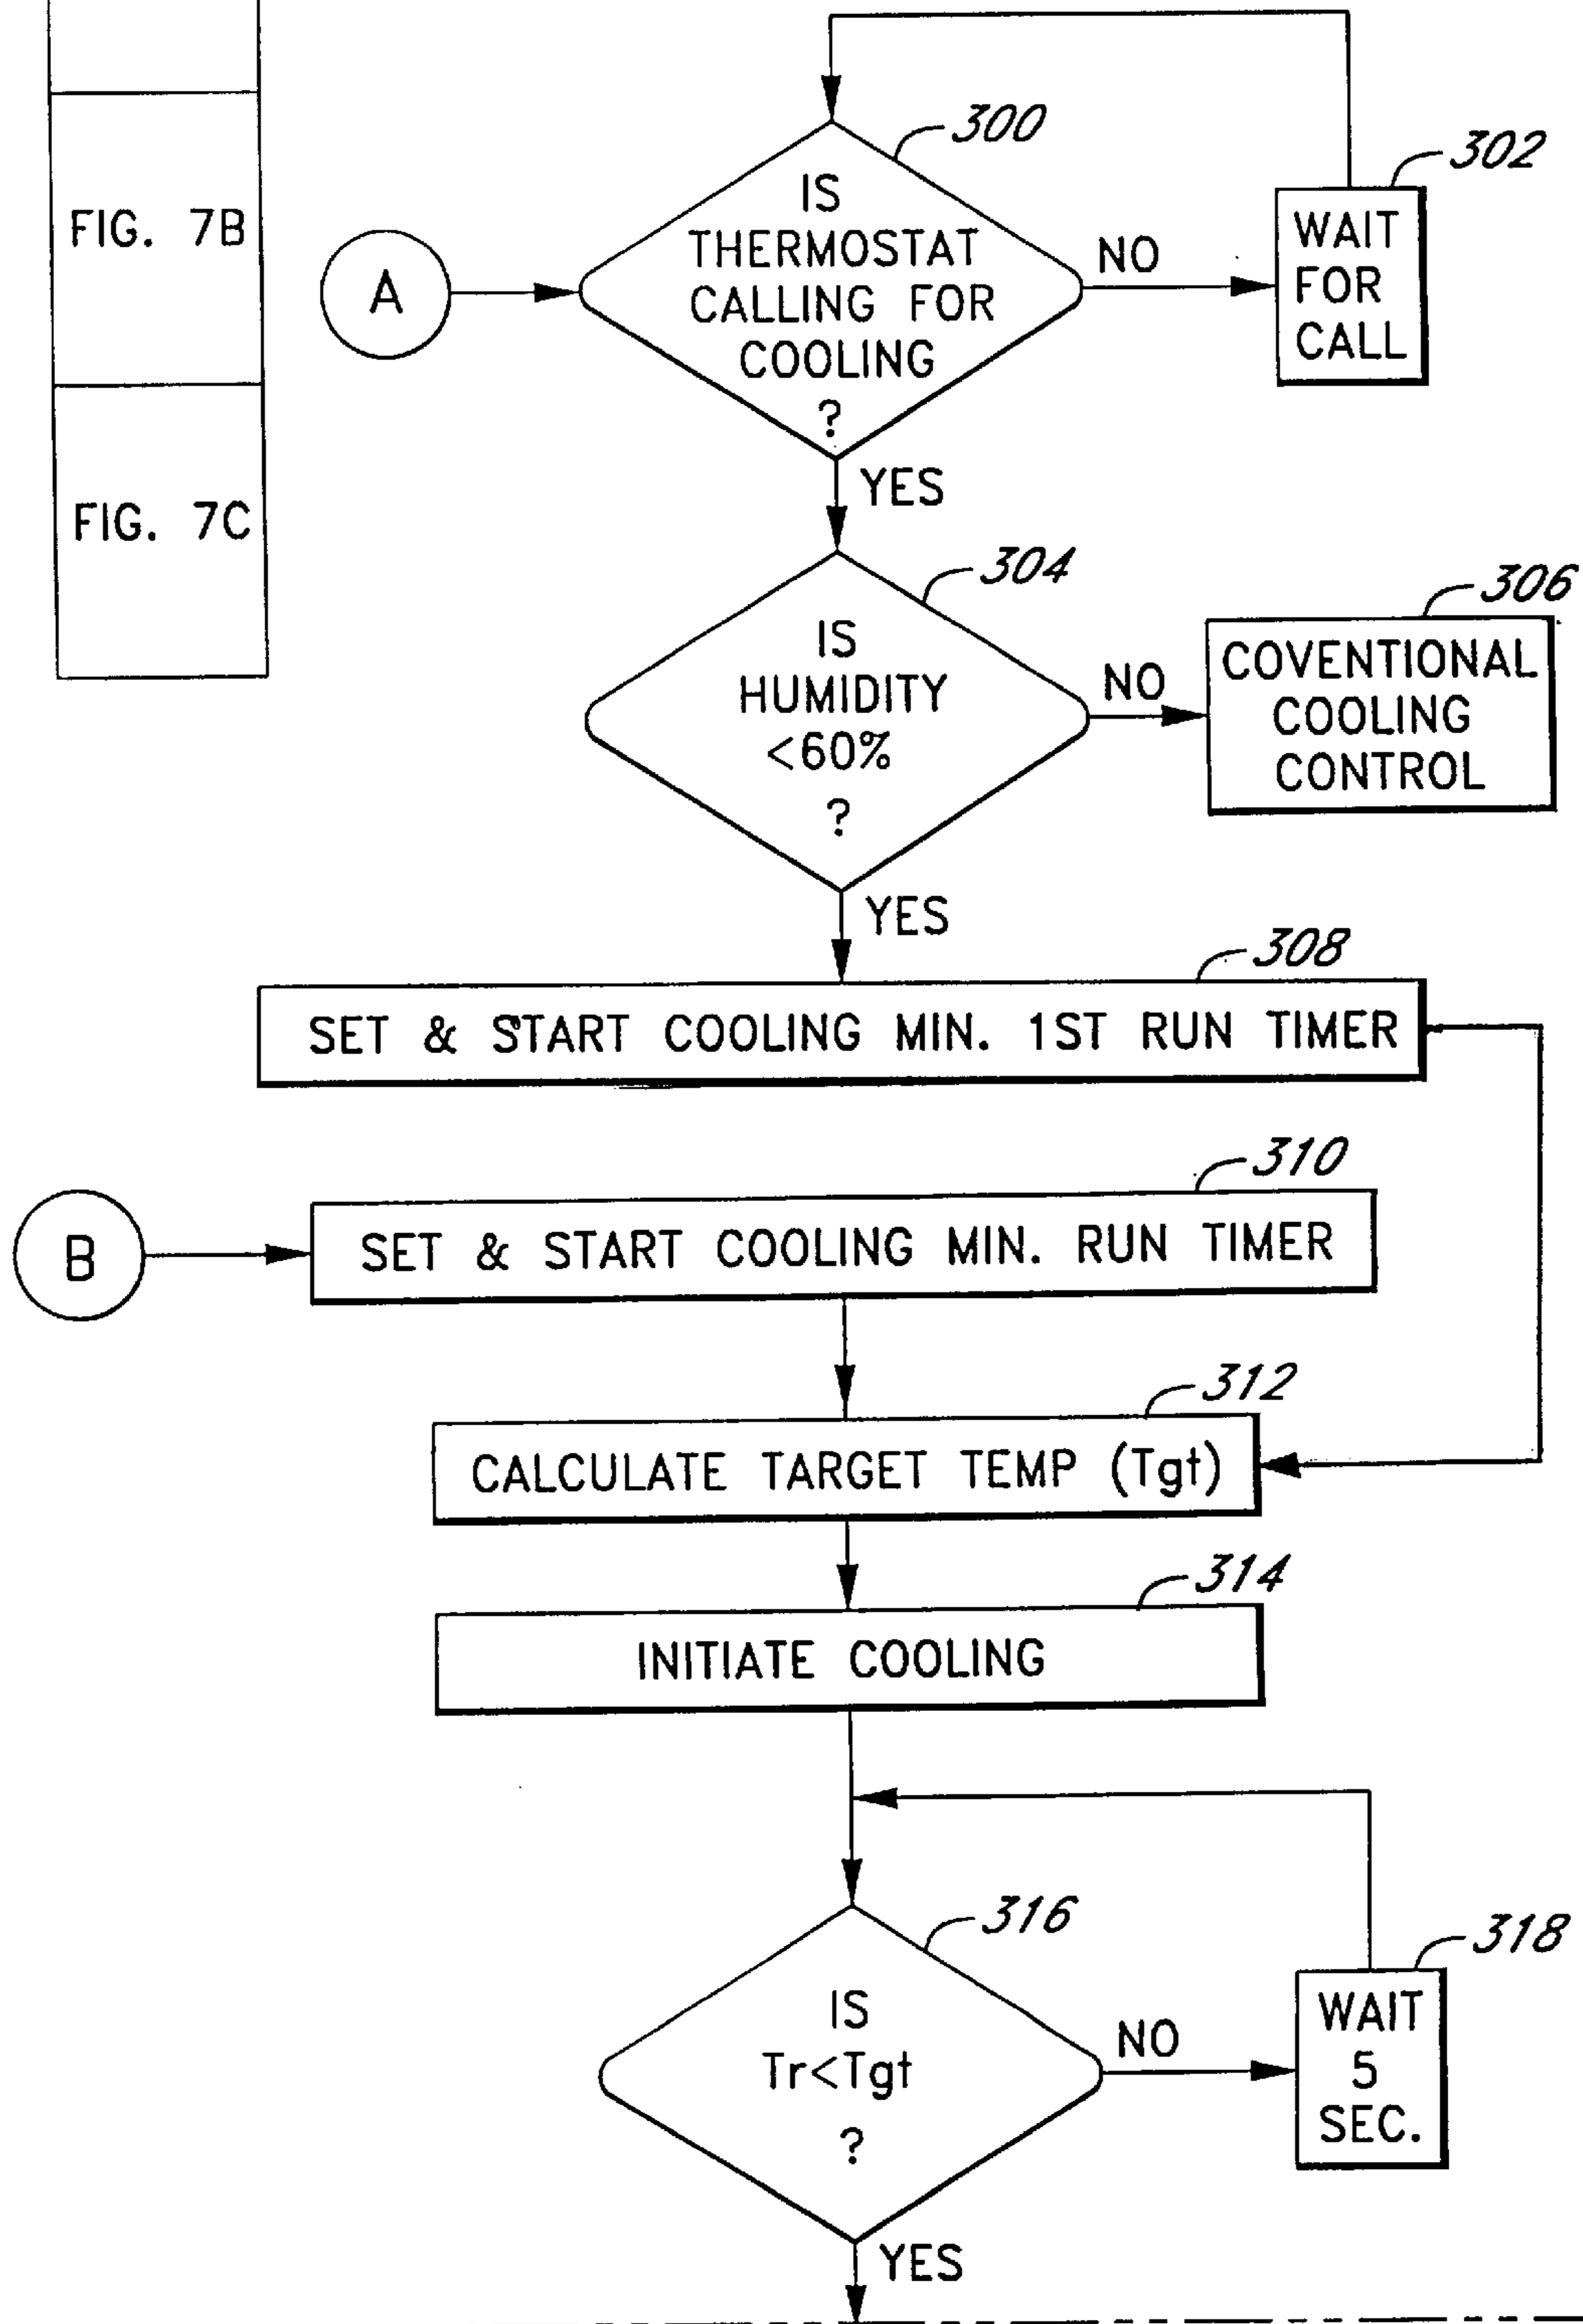 300
302
IS
THERMOSTAT
CALLING FOR
COOLING
?
NO
WAIT
FOR
CALL
FIG. 7B
A
YES
FIG. 7C
304
306
IS
HUMIDITY
<60%
?
NO
COVENTIONAL
COOLING
CONTROL
YES
308
SET & START COOLING MIN. 1ST RUN TIMER
310
B
SET & START COOLING MIN. RUN TIMER
312
CALCULATE TARGET TEMP (Tgt)
314
INITIATE COOLING
316
318
IS
Tr<Tgt
?
NO
WAIT
5
SEC.
YES